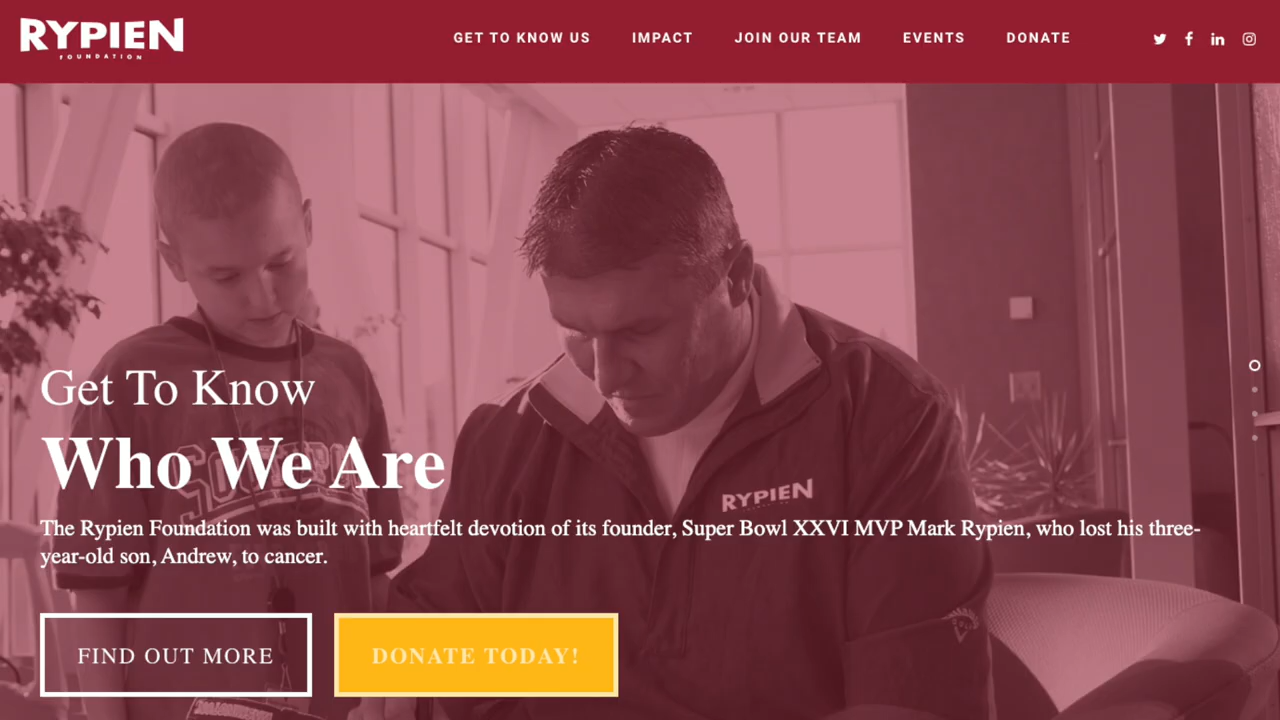 RYPIEN
FOUNDATION
GET TO KNOW US IMPACT JOIN OUR TEAM EVENTS DONATE
Get To Know
Who We Are
RYPIEN
The Rypien Foundation was built with heartfelt devotion of its founder, Super Bowl XXVI MVP Mark Rypien, who lost his three-
year-old son, Andrew, to cancer.
FIND OUT MORE
DONATE TODAY!